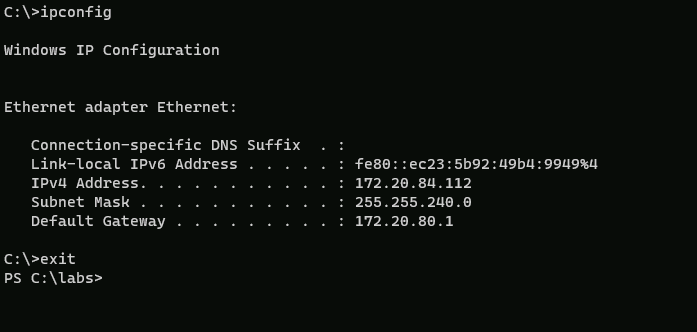 C:\>ipconfig
Windows IP Configuration
Ethernet adapter Ethernet:
Connection-specific DNS Suffix  . :
Link-local IPv6 Address . . . . . : fe80::ec23:5b92:49b4:9949%4
IPv4 Address. . . . . . . . . . . : 172.20.84.112
Subnet Mask . . . . . . . . . . . : 255.255.240.0
Default Gateway . . . . . . . . . : 172.20.80.1
C:\>exit
PS C:\labs>